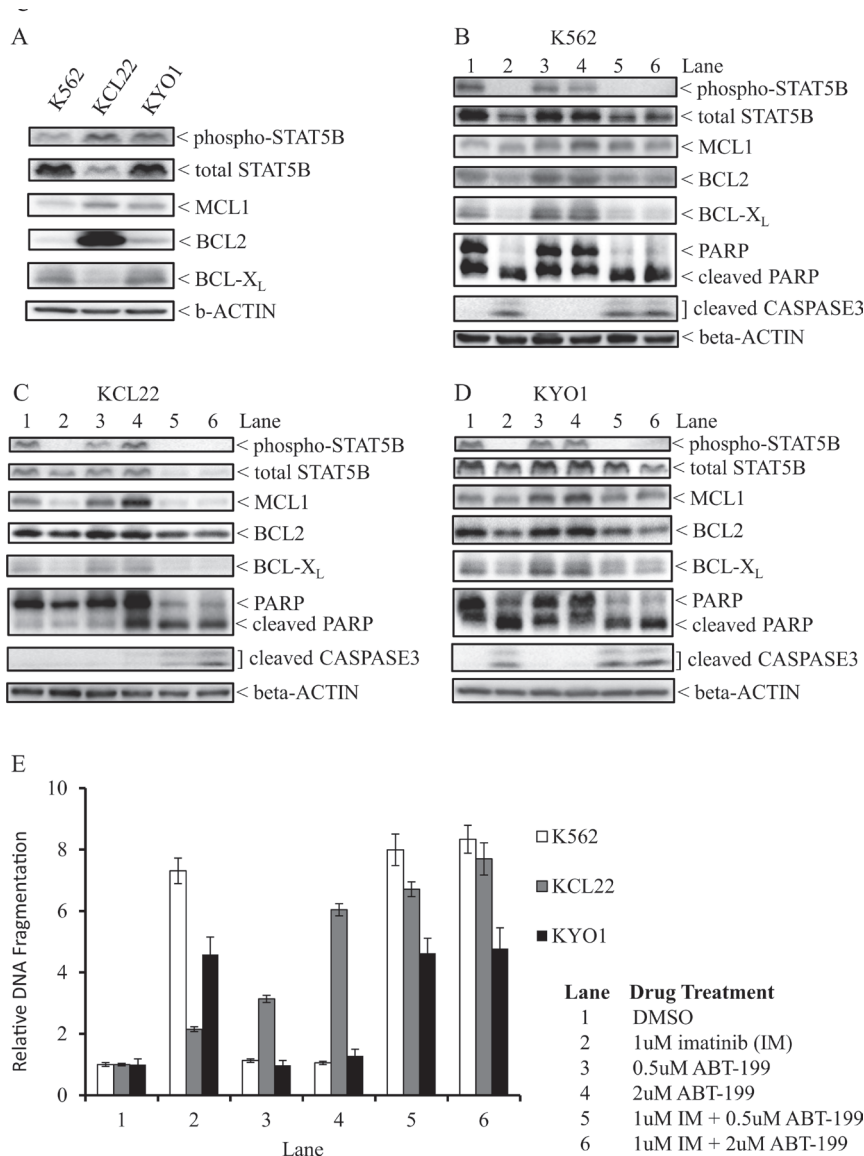 A
K562 KCL22 KYO1
< phospho-STAT5B
< total STAT5B
< MCL1
< BCL2
< BCL-XL
< b-ACTIN
B K562
1 2 3 4 5 6 Lane
< phospho-STAT5B
< total STAT5B
< MCL1
< BCL2
< BCL-XL
< PARP
< cleaved PARP
] cleaved CASPASE3
< beta-ACTIN
C KCL22
1 2 3 4 5 6 Lane
< phospho-STAT5B
< total STAT5B
< MCL1
< BCL2
< BCL-XL
< PARP
< cleaved PARP
] cleaved CASPASE3
< beta-ACTIN
D KYO1
1 2 3 4 5 6 Lane
< phospho-STAT5B
< total STAT5B
< MCL1
< BCL2
< BCL-XL
< PARP
< cleaved PARP
] cleaved CASPASE3
< beta-ACTIN
E
Relative DNA Fragmentation
10
8
6
4
2
0
1 2 3 4 5 6
Lane
K562
KCL22
KYO1
Lane Drug Treatment
1 DMSO
2 1uM imatinib (IM)
3 0.5uM ABT-199
4 2uM ABT-199
5 1uM IM + 0.5uM ABT-199
6 1uM IM + 2uM ABT-199